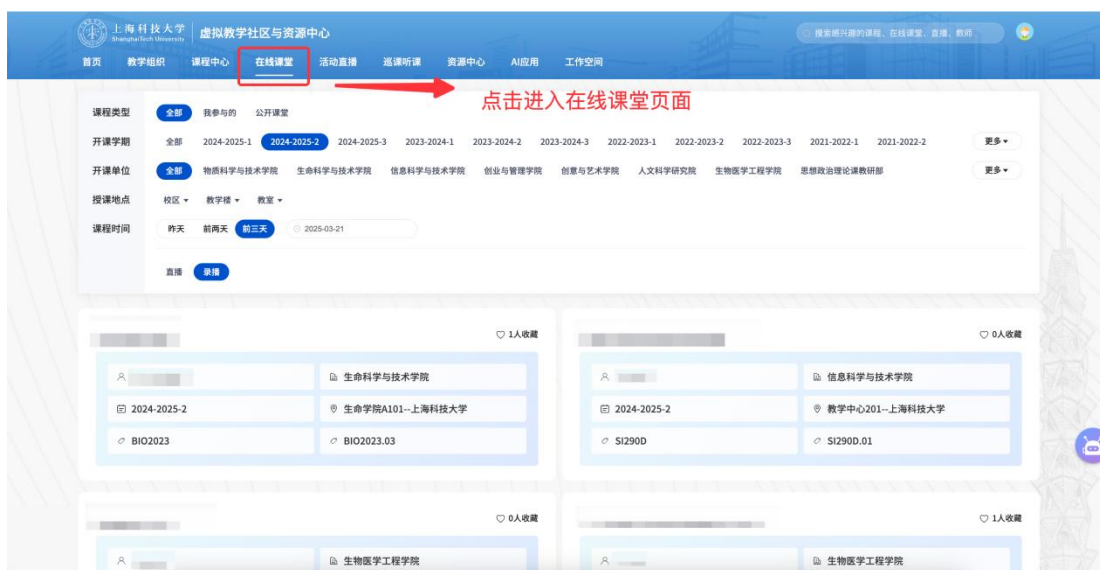 上海科技大学
ShanghaiTech University
虚拟教学社区与资源中心
搜索感兴趣的课程、在线课堂、直播、教师
首页 教学组织 课程中心 在线课堂 活动直播 巡课听课 资源中心 AI应用 工作空间
点击进入在线课堂页面
课程类型 全部 我参与的 公开课堂
开课学期 全部 2024-2025-1 2024-2025-2 2024-2025-3 2023-2024-1 2023-2024-2 2023-2024-3 2022-2023-1 2022-2023-2 2022-2023-3 2021-2022-1 2021-2022-2 更多
开课单位 全部 物质科学与技术学院 生命科学与技术学院 信息科学与技术学院 创业与管理学院 创意与艺术学院 人文科学研究院 生物医学工程学院 思想政治理论课教研部 更多
授课地点 校区 教学楼 教室
课程时间 昨天 前两天 前三天 2025-03-21
直播 录播
1人收藏 0人收藏
生命科学与技术学院 信息科学与技术学院
2024-2025-2 生命学院A101--上海科技大学 2024-2025-2 教学中心201--上海科技大学
BIO2023 BIO2023.03 SI290D SI290D.01
0人收藏 1人收藏
生物医学工程学院 生物医学工程学院